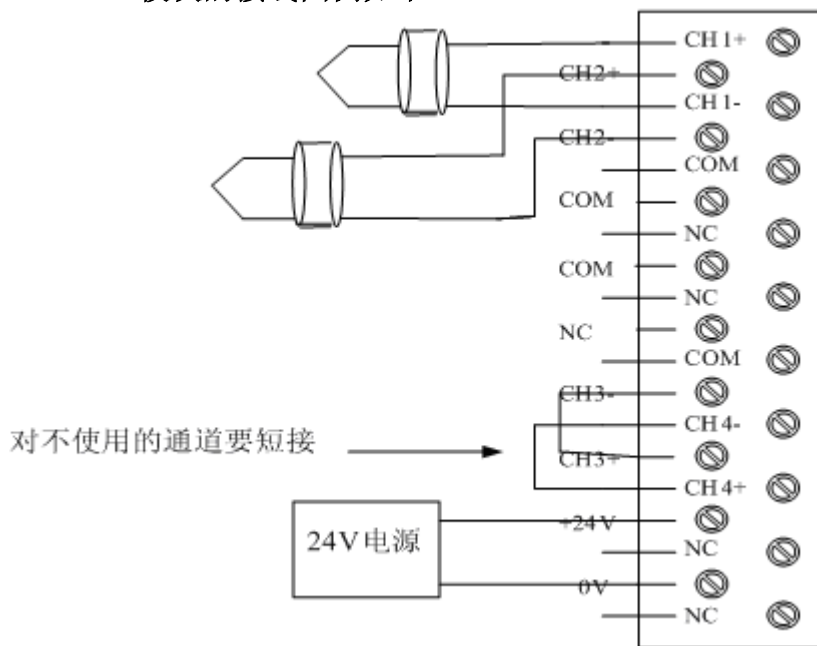 CH1+
CH2+
CH1-
CH2-
COM
COM
NC
COM
NC
NC
COM
CH3-
CH4-
对不使用的通道要短接
CH3+
CH4+
+24V
24V电源
NC
0V
NC